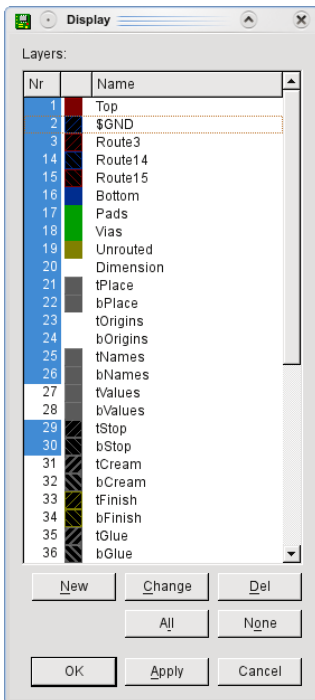 Display
Layers:
Nr Name
1 Top
2 $GND
3 Route3
14 Route14
15 Route15
16 Bottom
17 Pads
18 Vias
19 Unrouted
20 Dimension
21 tPlace
22 bPlace
23 tOrigins
24 bOrigins
25 tNames
26 bNames
27 tValues
28 bValues
29 tStop
30 bStop
31 tCream
32 bCream
33 tFinish
34 bFinish
35 tGlue
36 bGlue
New Change Del
All None
OK Apply Cancel